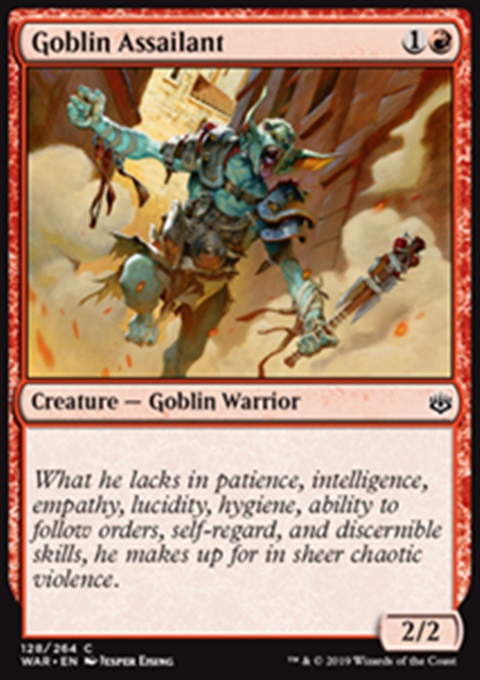 Goblin Assailant 1
Creature — Goblin Warrior
What he lacks in patience, intelligence,
empathy, lucidity, hygiene, ability to
follow orders, self-regard, and discernible
skills, he makes up for in sheer chaotic
violence.
2/2
128/264 C
WAR • EN Jesper Ejsing
™ & © 2019 Wizards of the Coast